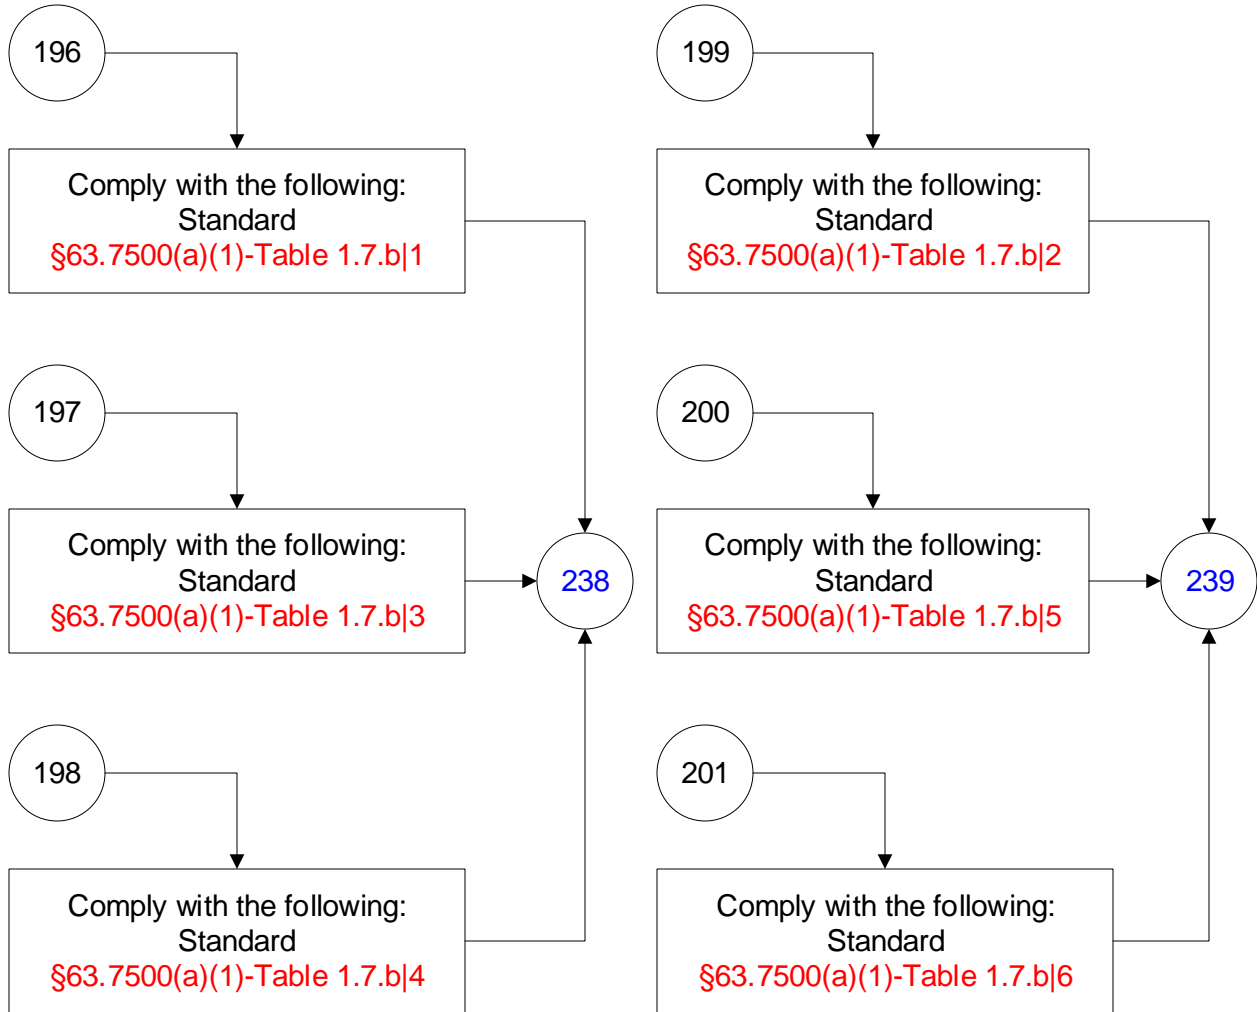 196
Comply with the following:
Standard
§63.7500(a)(1)-Table 1.7.b|1
197
Comply with the following:
Standard
§63.7500(a)(1)-Table 1.7.b|3
238
198
Comply with the following:
Standard
§63.7500(a)(1)-Table 1.7.b|4
199
Comply with the following:
Standard
§63.7500(a)(1)-Table 1.7.b|2
200
Comply with the following:
Standard
§63.7500(a)(1)-Table 1.7.b|5
239
201
Comply with the following:
Standard
§63.7500(a)(1)-Table 1.7.b|6